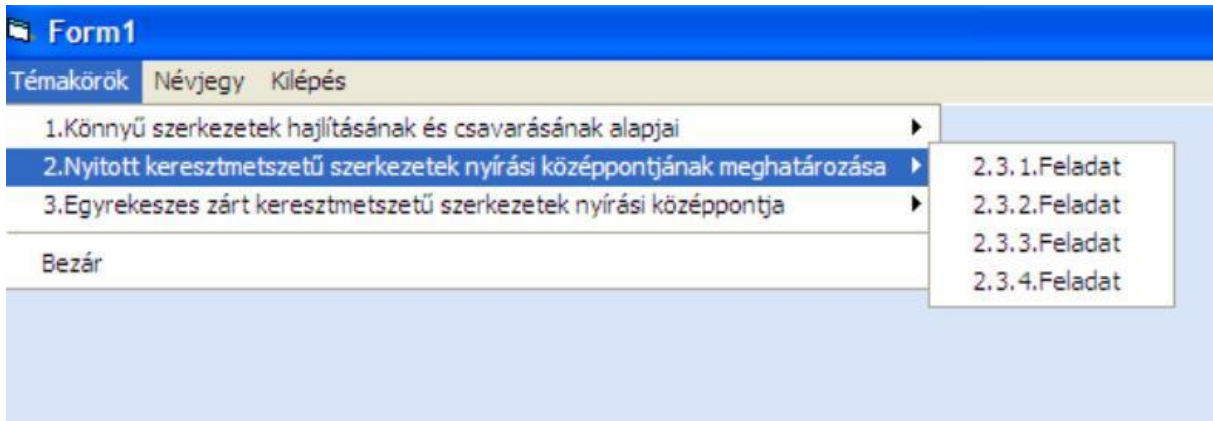 Form1
Témakörök Névjegy Kilépés
1.Könnyű szerkezetek hajlításának és csavarásának alapjai
2.Nyitott keresztmetszetű szerkezetek nyírási középpontjának meghatározása
3.Egyrekeszes zárt keresztmetszetű szerkezetek nyírási középpontja
Bezár
2.3.1.Feladat
2.3.2.Feladat
2.3.3.Feladat
2.3.4.Feladat